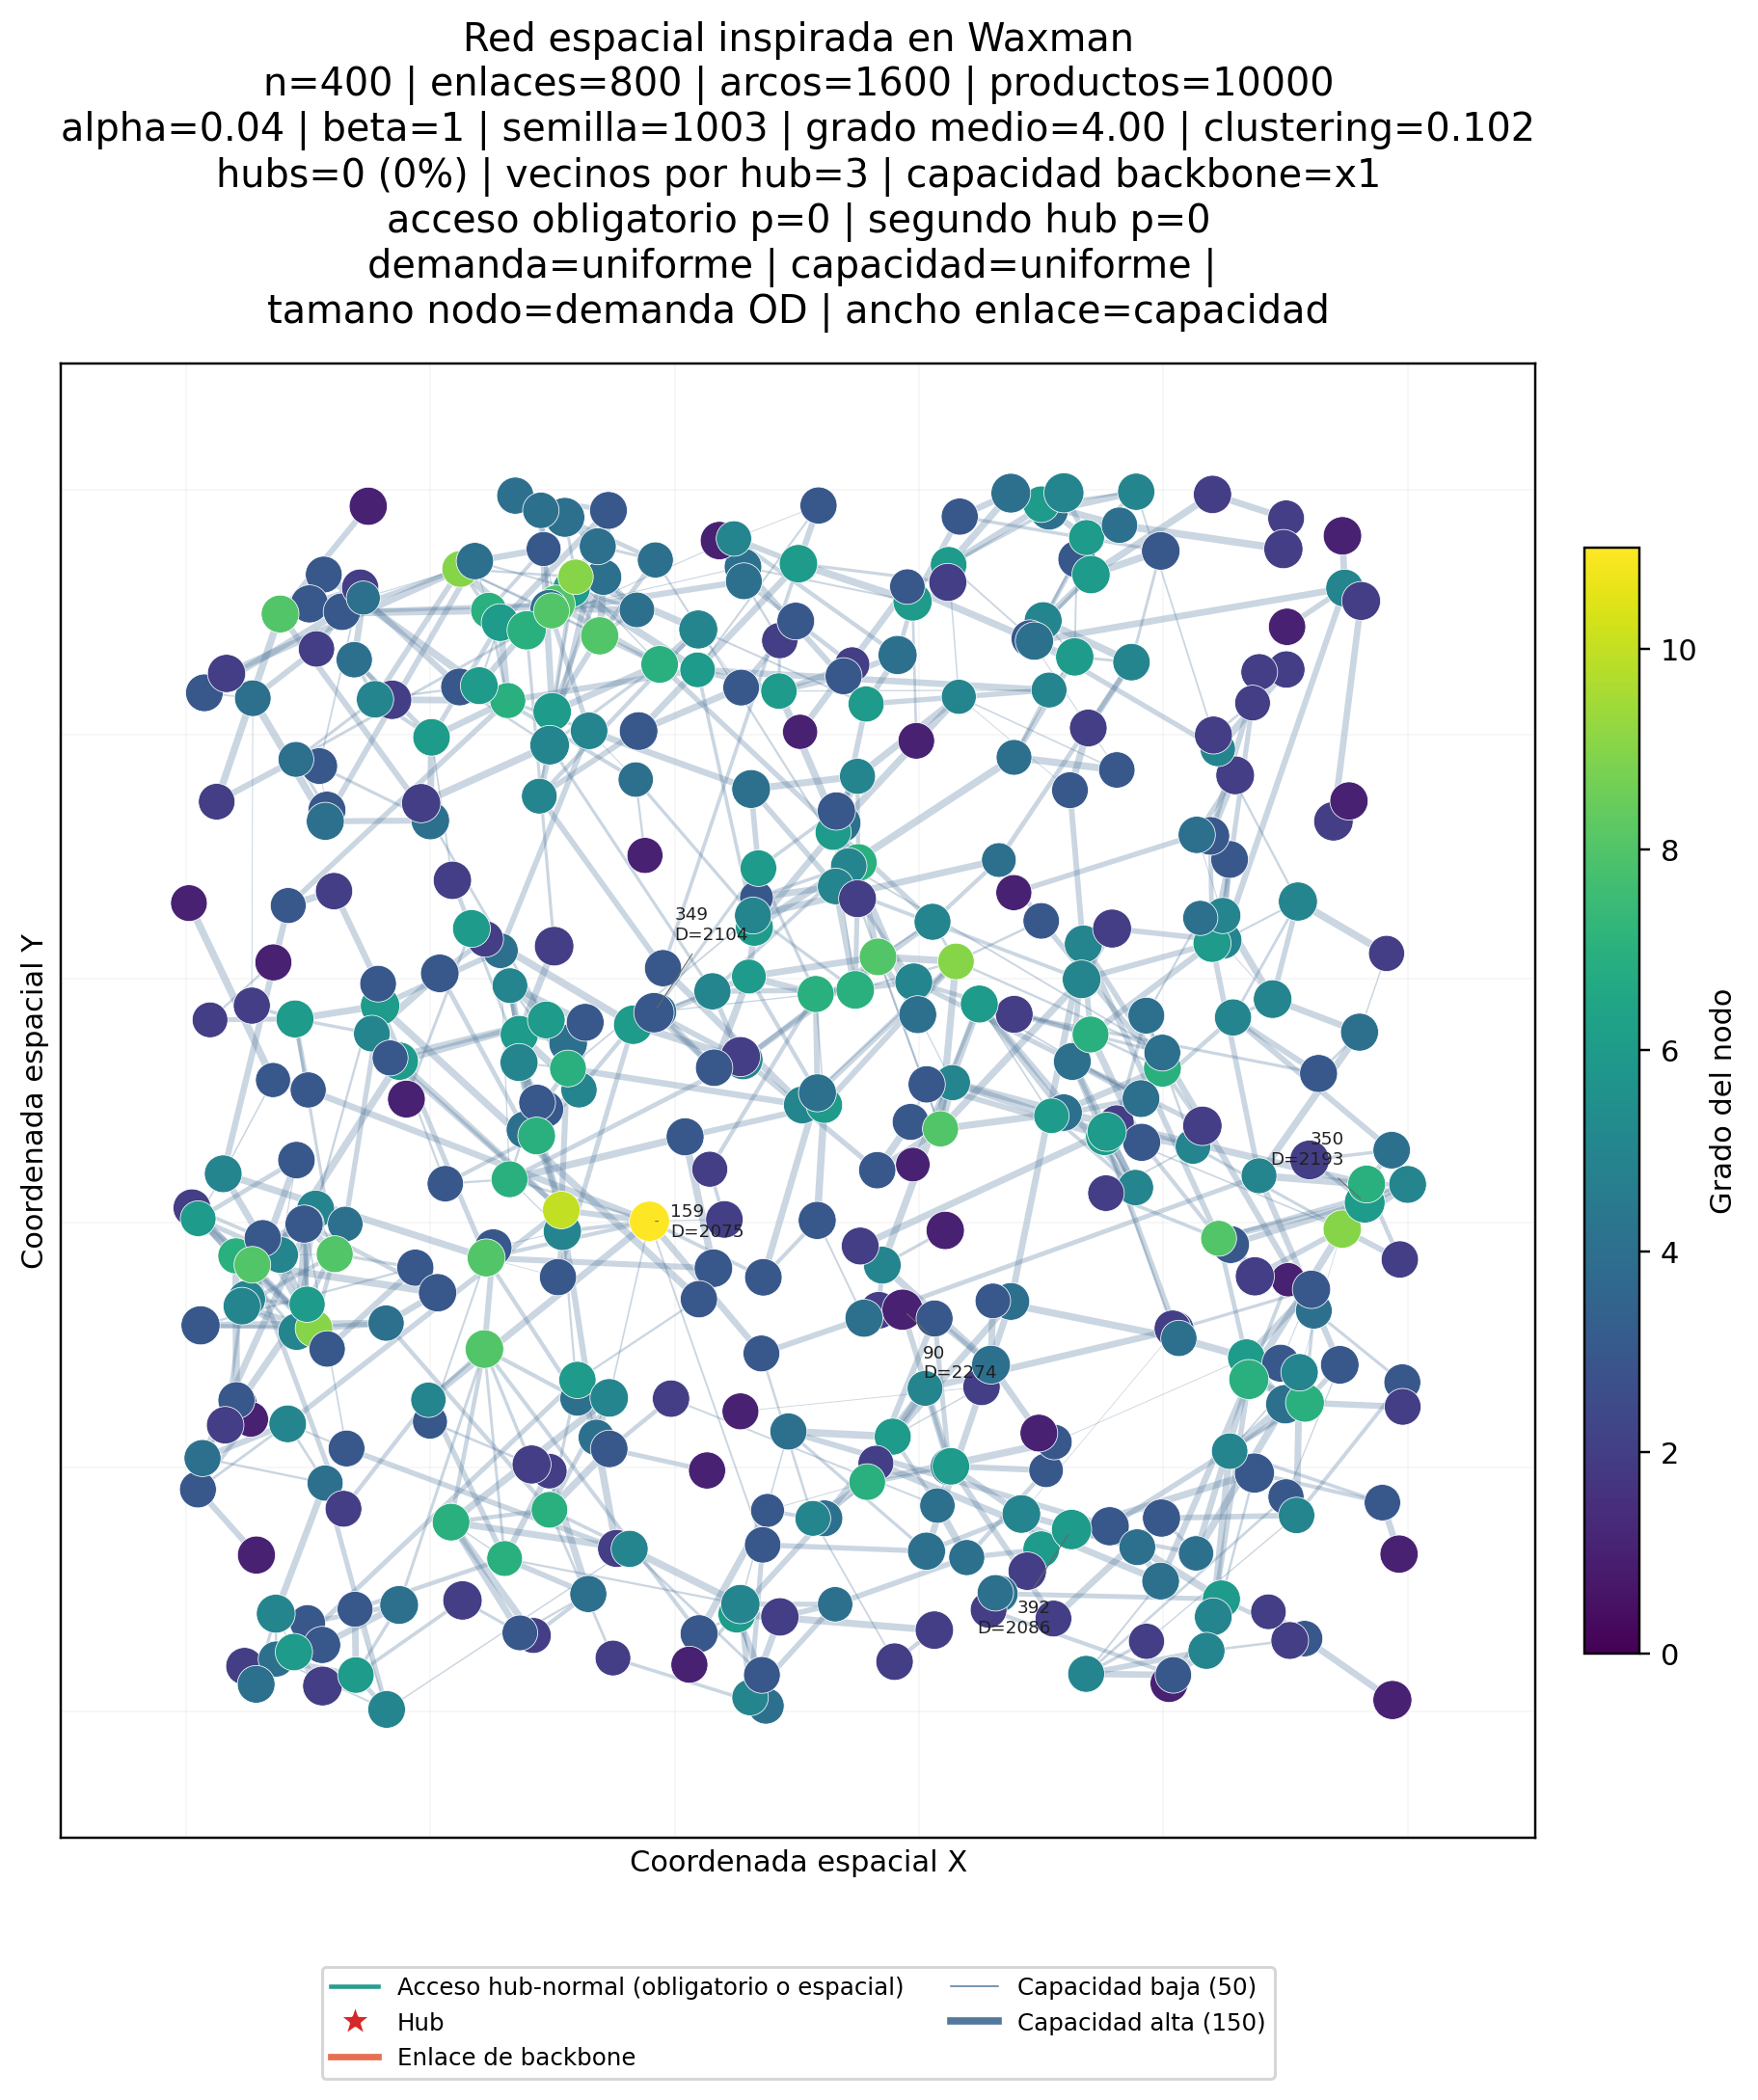 Red espacial inspirada en Waxman
n=400 | enlaces=800 | arcos=1600 | productos=10000
alpha=0.04 | beta=1 | semilla=1003 | grado medio=4.00 | clustering=0.102
hubs=0 (0%) | vecinos por hub=3 | capacidad backbone=x1
acceso obligatorio p=0 | segundo hub p=0
demanda=uniforme | capacidad=uniforme |
tamano nodo=demanda OD | ancho enlace=capacidad
349
D=2104
350
D=2193
159
D=2075
90
D=2274
392
D=2086
Coordenada espacial Y
Coordenada espacial X
10
8
6
4
2
0
Grado del nodo
Acceso hub-normal (obligatorio o espacial)
Hub
Enlace de backbone
Capacidad baja (50)
Capacidad alta (150)